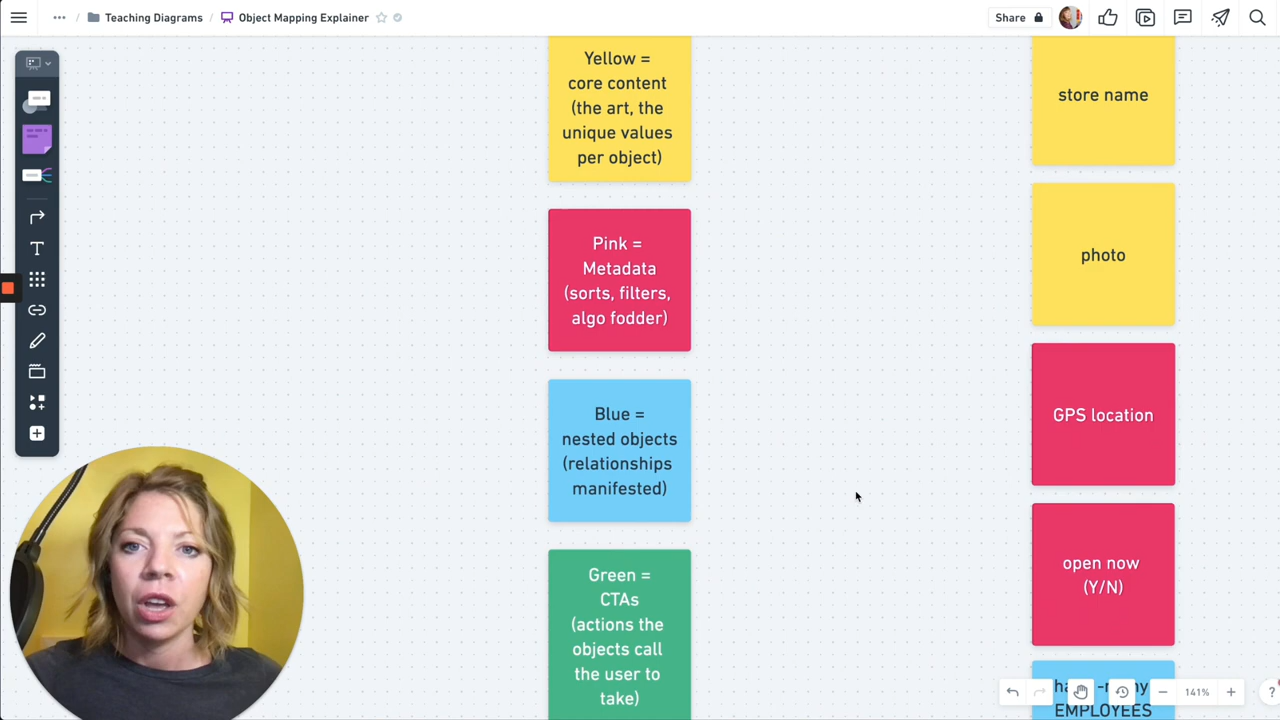 ... / Teaching Diagrams / Object Mapping Explainer
Share
Yellow =
core content
(the art, the
unique values
per object)
Pink =
Metadata
(sorts, filters,
algo fodder)
Blue =
nested objects
(relationships
manifested)
Green =
CTAs
(actions the
objects call
the user to
take)
store name
photo
GPS location
open now
(Y/N)
EMPLOYEES
141%
?